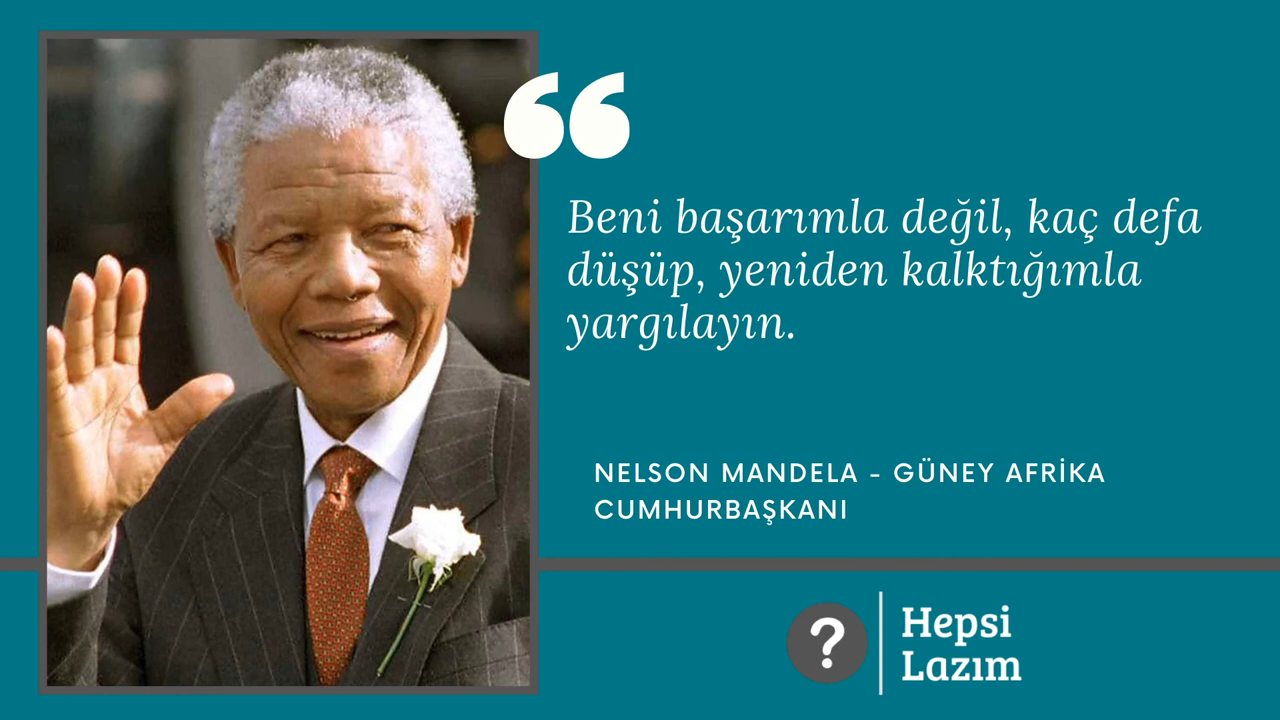 Beni başarımla değil, kaç defa
düşüp, yeniden kalktığımla
yargılayın.
NELSON MANDELA - GÜNEY AFRİKA
CUMHURBAŞKANI
?
Hepsi
Lazım